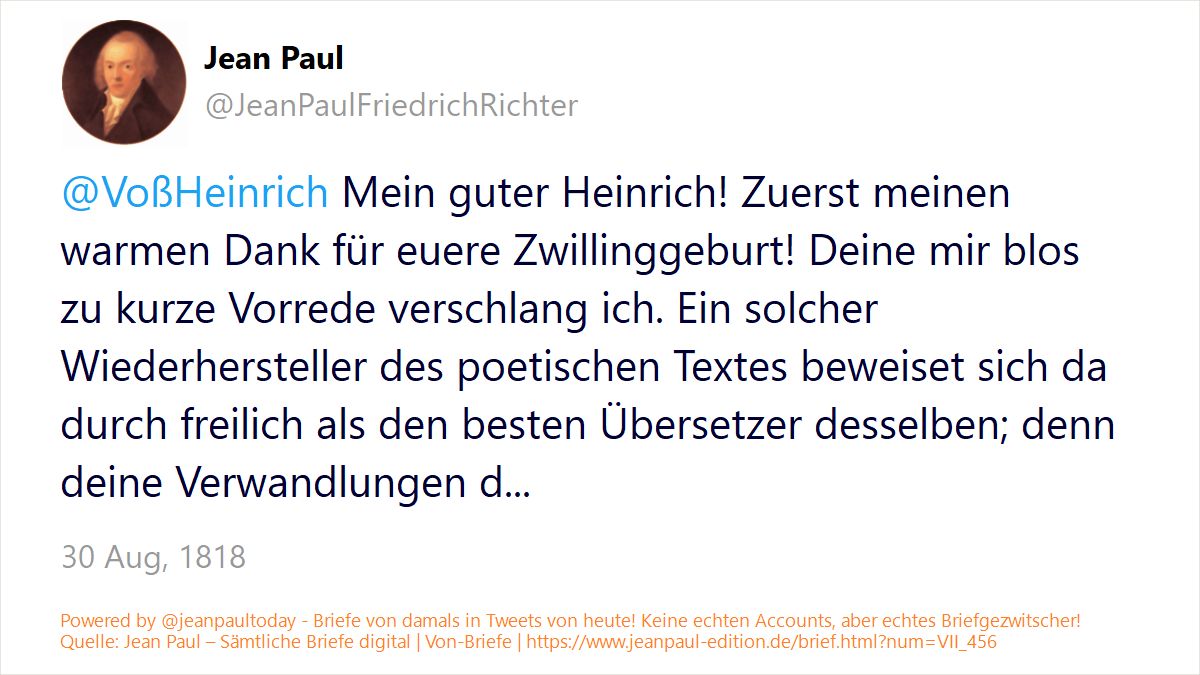 Jean Paul
@JeanPaulFriedrichRichter
@VoßHeinrich Mein guter Heinrich! Zuerst meinen
warmen Dank für euere Zwillinggeburt! Deine mir blos
zu kurze Vorrede verschlang ich. Ein solcher
Wiederhersteller des poetischen Textes beweiset sich da
durch freilich als den besten Übersetzer desselben; denn
deine Verwandlungen d...
30 Aug, 1818
Powered by @jeanpaultoday - Briefe von damals in Tweets von heute! Keine echten Accounts, aber echtes Briefgezwitscher!
Quelle: Jean Paul – Sämtliche Briefe digital | Von-Briefe | https://www.jeanpaul-edition.de/brief.html?num=VII_456